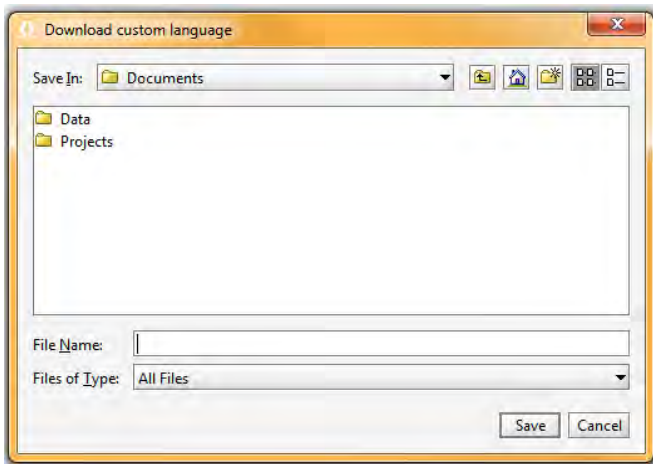 Download custom language
Save In: Documents
Data
Projects
File Name:
Files of Type: All Files
Save Cancel